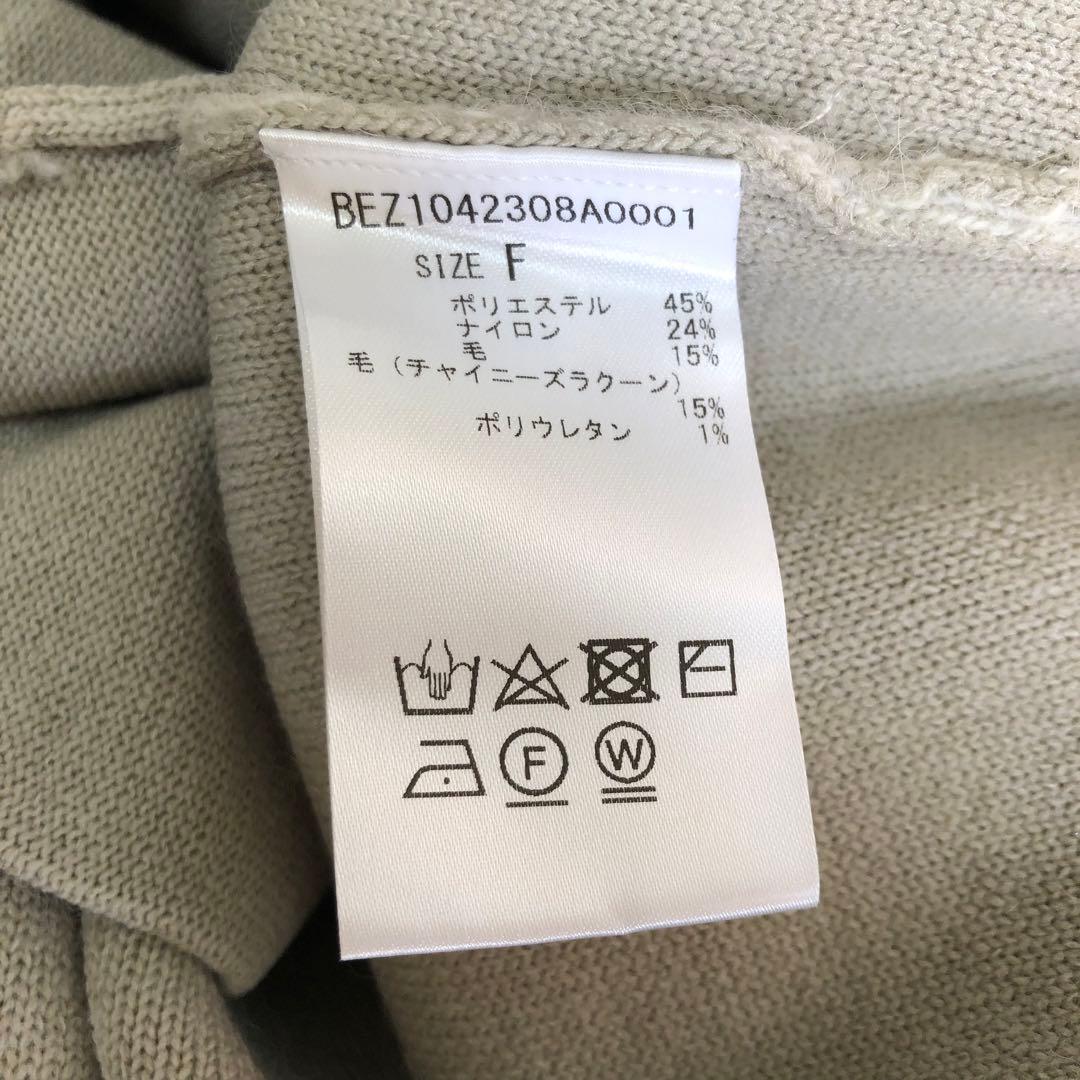 BEZ1042308A0001
SIZE F
ポリエステル 45%
ナイロン 24%
毛 15%
毛(チャイニーズラクーン)
15%
ポリウレタン 1%
F W